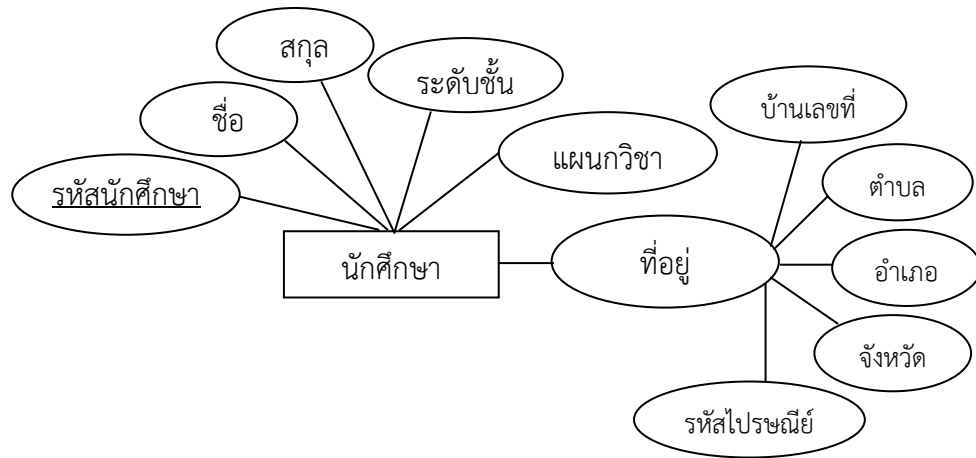 สกุล
ระดับชั้น
ชื่อ
บ้านเลขที่
แผนกวิชา
รหัสนักศึกษา
ตำบล
นักศึกษา
ที่อยู่
อำเภอ
จังหวัด
รหัสไปรษณีย์